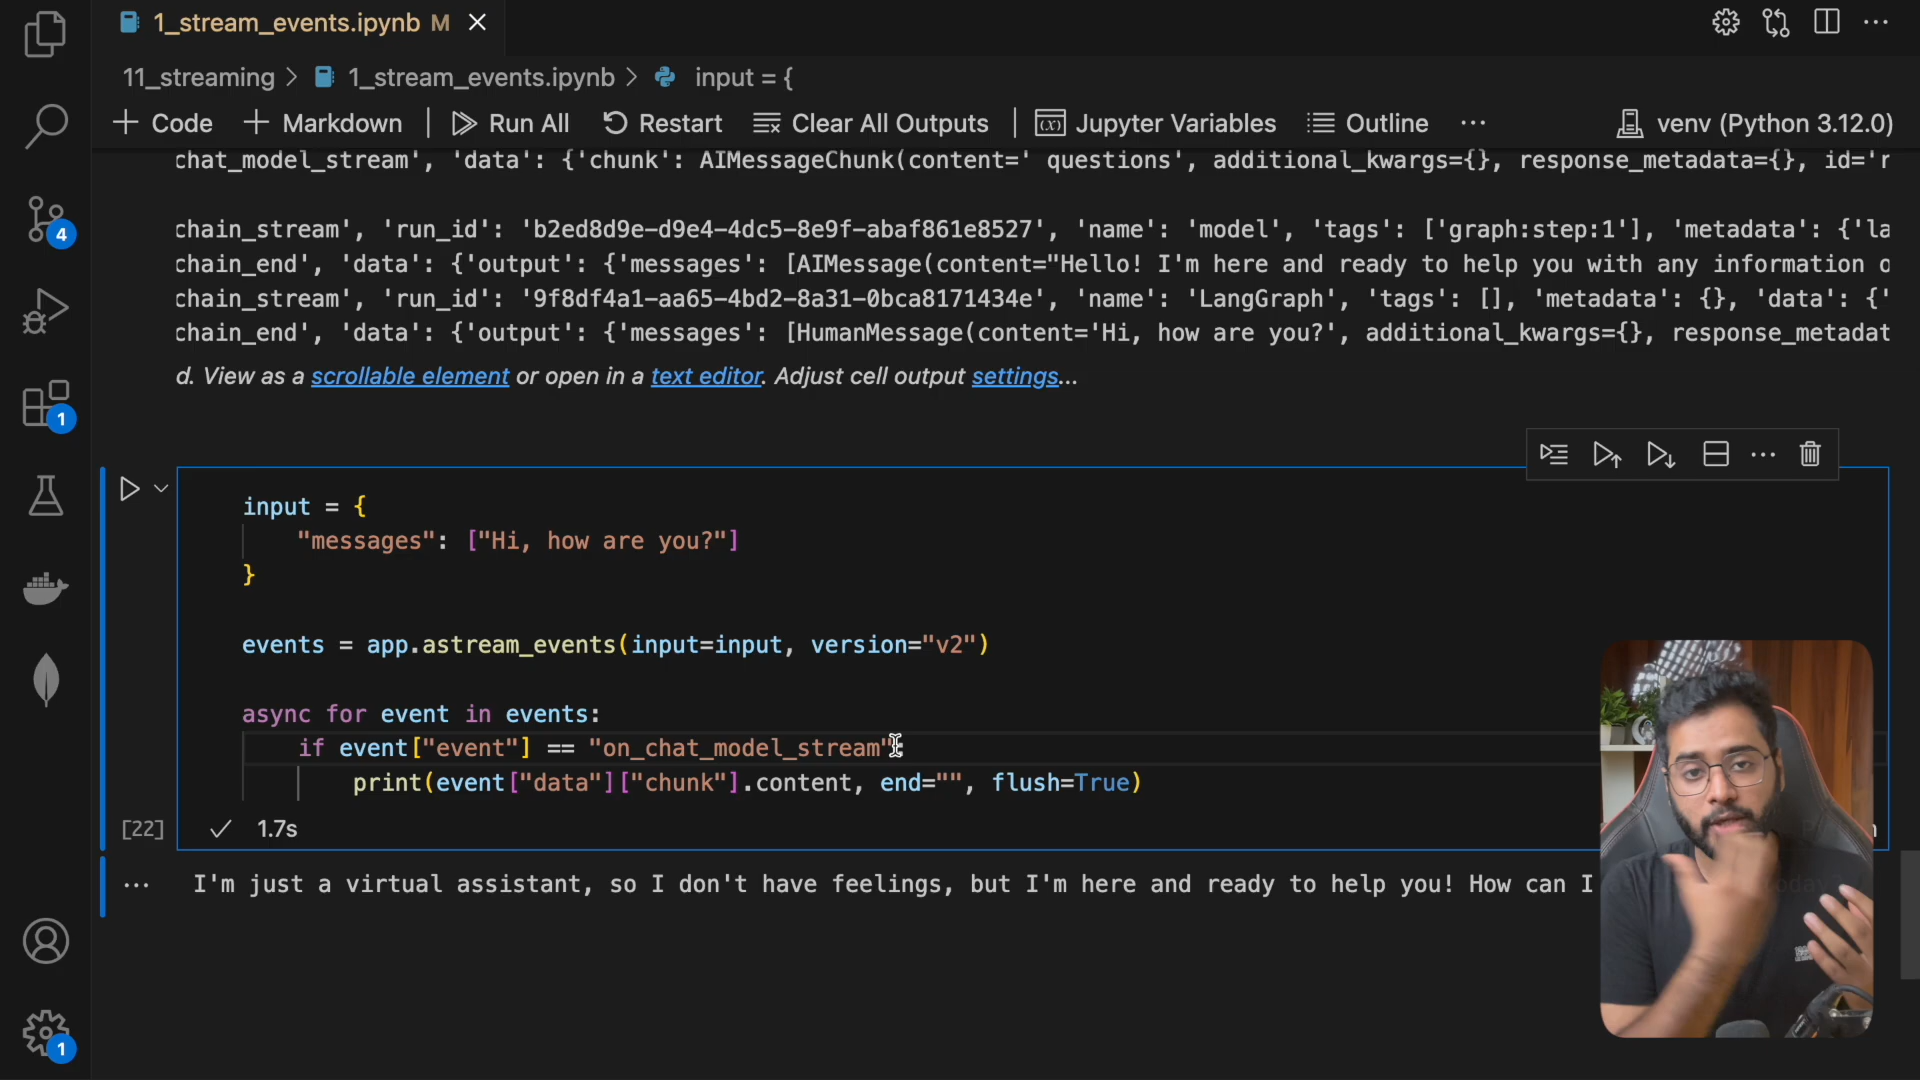 1_stream_events.ipynb M
11_streaming > 1_stream_events.ipynb > input = {
+ Code + Markdown | Run All Restart Clear All Outputs | Jupyter Variables Outline ... venv (Python 3.12.0)
chat_model_stream', 'data': {'chunk': AIMessageChunk(content=' questions', additional_kwargs={}, response_metadata={}, id='r
chain_stream', 'run_id': 'b2ed8d9e-d9e4-4dc5-8e9f-abaf861e8527', 'name': 'model', 'tags': ['graph:step:1'], 'metadata': {'la
chain_end', 'data': {'output': {'messages': [AIMessage(content="Hello! I'm here and ready to help you with any information o
chain_stream', 'run_id': '9f8df4a1-aa65-4bd2-8a31-0bca8171434e', 'name': 'LangGraph', 'tags': [], 'metadata': {}, 'data': {'
chain_end', 'data': {'output': {'messages': [HumanMessage(content='Hi, how are you?', additional_kwargs={}, response_metadat
d. View as a scrollable element or open in a text editor. Adjust cell output settings...
input = {
"messages": ["Hi, how are you?"]
}
events = app.astream_events(input=input, version="v2")
async for event in events:
if event["event"] == "on_chat_model_stream":
print(event["data"]["chunk"].content, end="", flush=True)
[22] 1.7s
I'm just a virtual assistant, so I don't have feelings, but I'm here and ready to help you! How can I
4
1
1